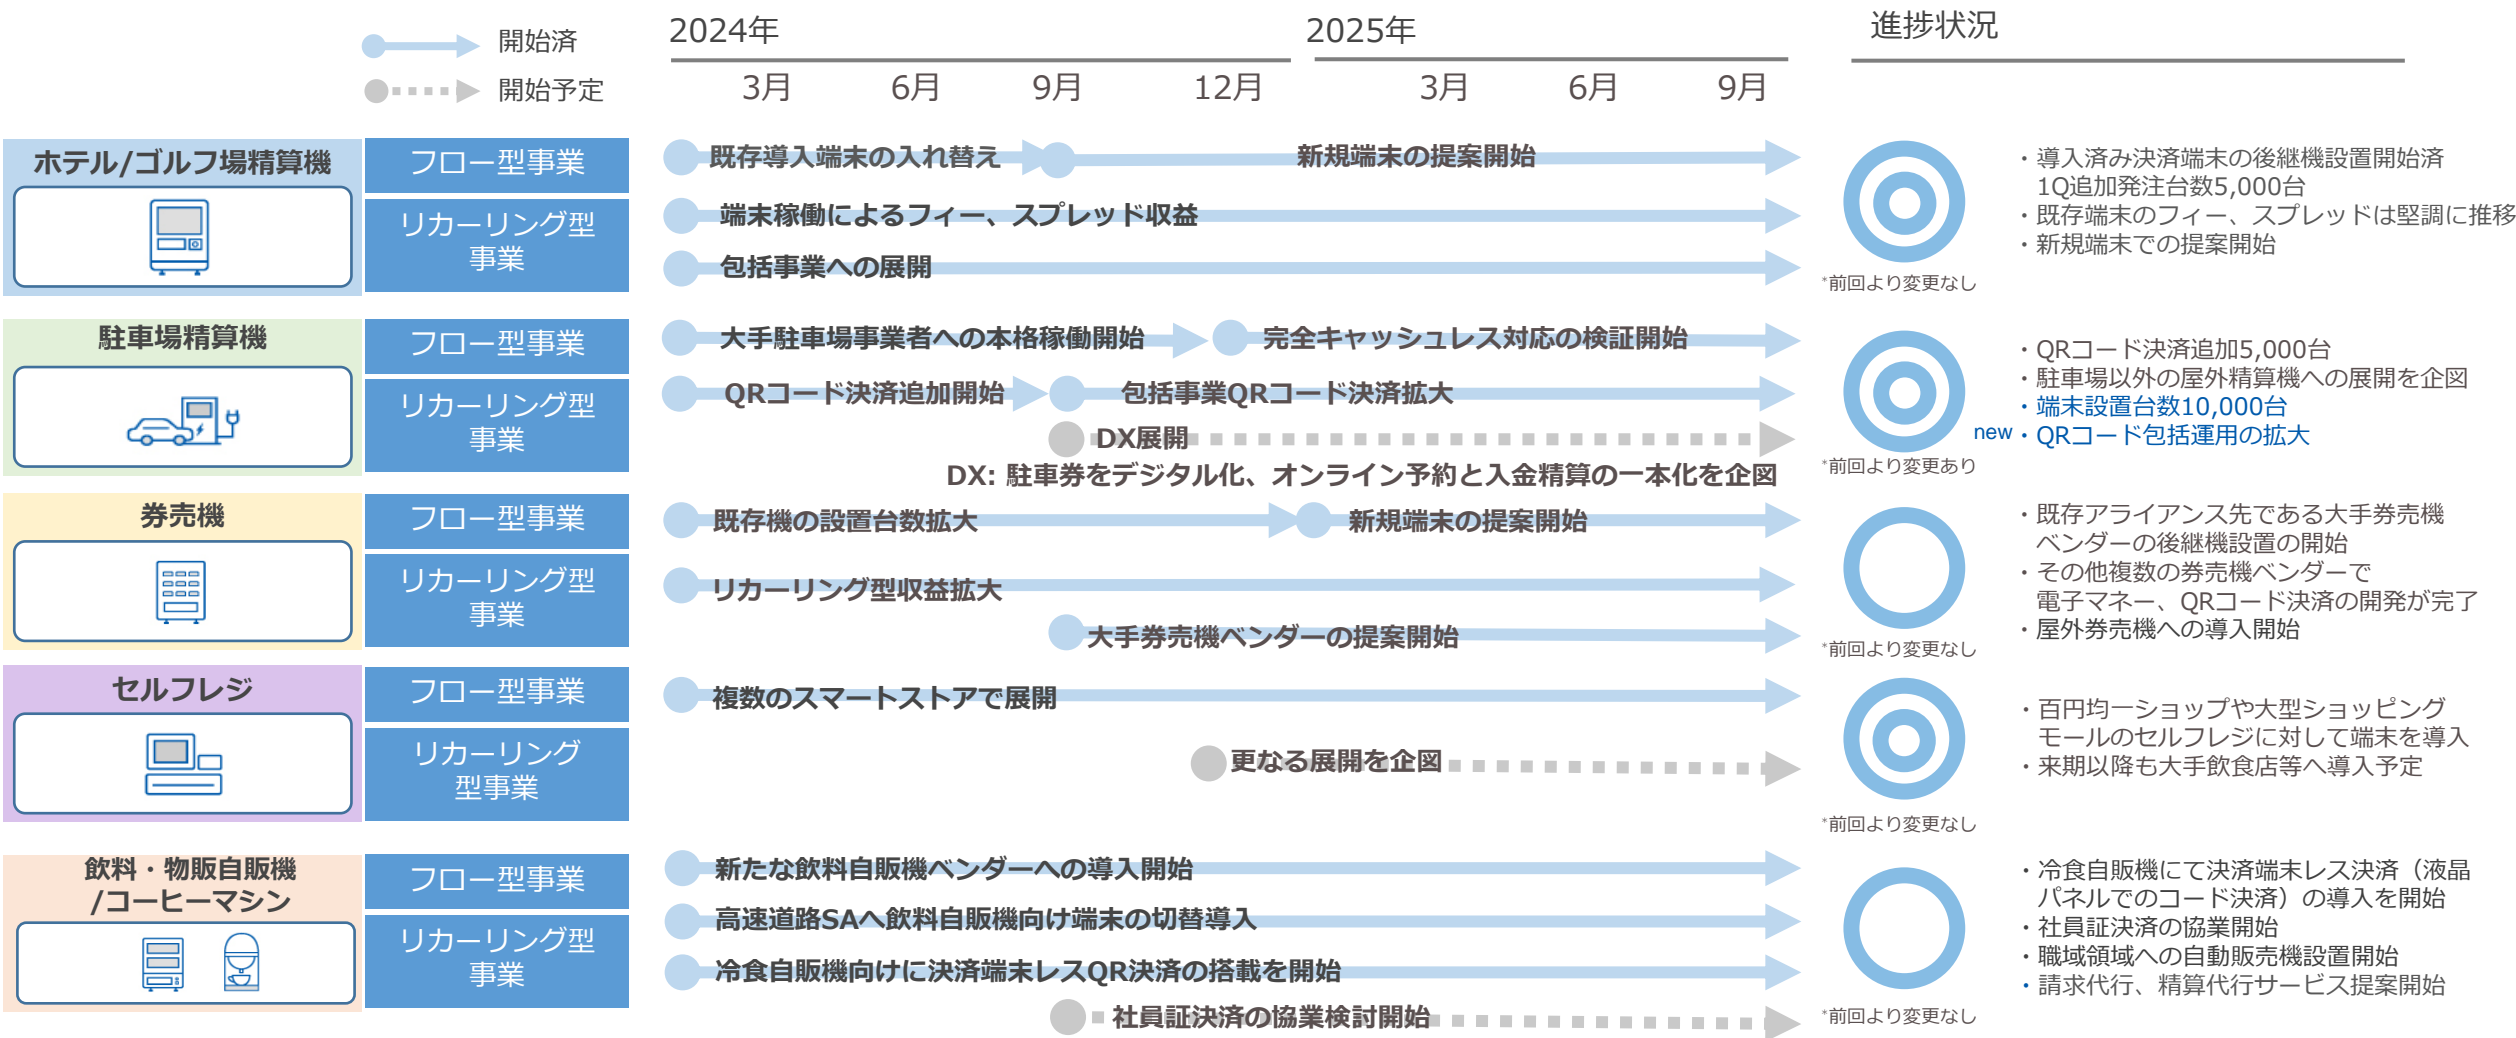 開始済
開始予定
2024年
2025年
進捗状況
3月
6月
9月
12月
3月
6月
9月
ホテル/ゴルフ場精算機
フロー型事業
リカーリング型
事業
既存導入端末の入れ替え
新規端末の提案開始
端末稼働によるフィー、スプレッド収益
包括事業への展開
・導入済み決済端末の後継機設置開始済
1Q追加発注台数5,000台
・既存端末のフィー、スプレッドは堅調に推移
・新規端末での提案開始
*前回より変更なし
駐車場精算機
フロー型事業
リカーリング型
事業
大手駐車場事業者への本格稼働開始
完全キャッシュレス対応の検証開始
QRコード決済追加開始
包括事業QRコード決済拡大
DX展開
DX: 駐車券をデジタル化、オンライン予約と入金精算の一本化を企図
・QRコード決済追加5,000台
・駐車場以外の屋外精算機への展開を企図
・端末設置台数10,000台
new・QRコード包括運用の拡大
*前回より変更あり
券売機
フロー型事業
リカーリング型
事業
既存機の設置台数拡大
新規端末の提案開始
リカーリング型収益拡大
大手券売機ベンダーの提案開始
・既存アライアンス先である大手券売機
ベンダーの後継機設置の開始
・その他複数の券売機ベンダーで
電子マネー、QRコード決済の開発が完了
・屋外券売機への導入開始
*前回より変更なし
セルフレジ
フロー型事業
リカーリング
型事業
複数のスマートストアで展開
更なる展開を企図
・百円均一ショップや大型ショッピング
モールのセルフレジに対して端末を導入
・来期以降も大手飲食店等へ導入予定
*前回より変更なし
飲料・物販自販機
/コーヒーマシン
フロー型事業
リカーリング型
事業
新たな飲料自販機ベンダーへの導入開始
高速道路SAへ飲料自販機向け端末の切替導入
冷食自販機向けに決済端末レスQR決済の搭載を開始
社員証決済の協業検討開始
・冷食自販機にて決済端末レス決済（液晶
パネルでのコード決済）の導入を開始
・社員証決済の協業開始
・職域領域への自動販売機設置開始
・請求代行、精算代行サービス提案開始
*前回より変更なし